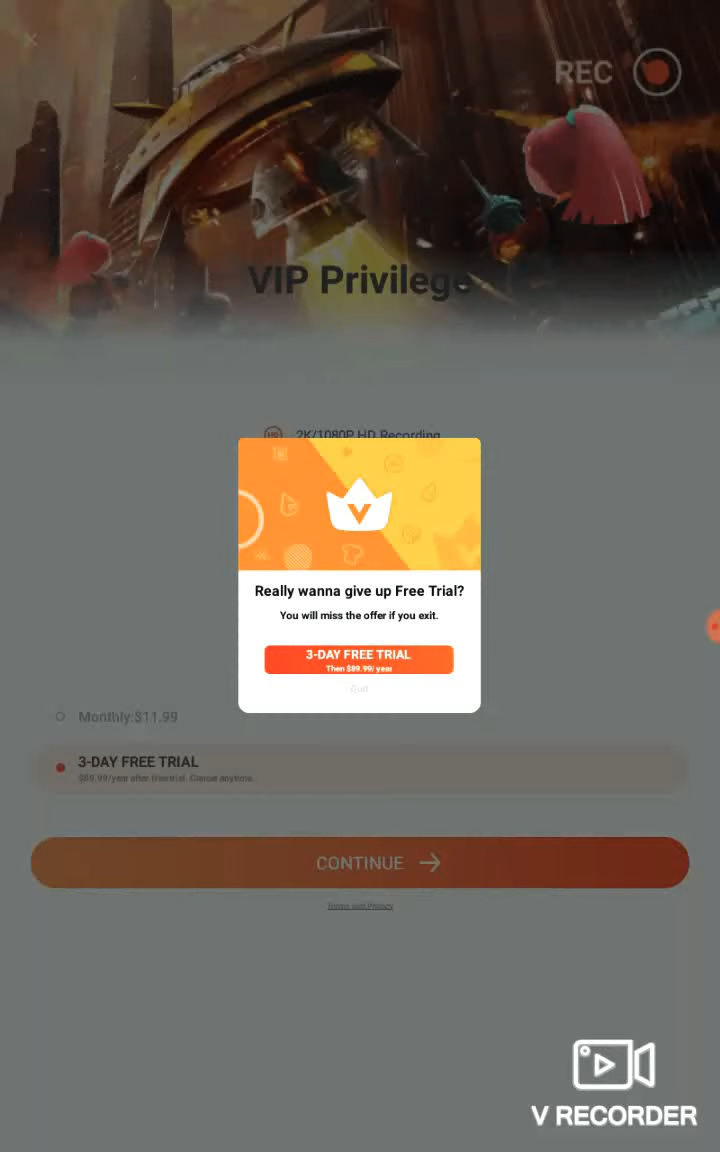 REC
VIP Privilege
2K/1080P HD Recording
Really wanna give up Free Trial?
You will miss the offer if you exit.
3-DAY FREE TRIAL
Then $89.99/ year
Quit
Monthly:$11.99
3-DAY FREE TRIAL
$89.99/year after free trial. Cancel anytime.
CONTINUE
Terms and Privacy
V RECORDER